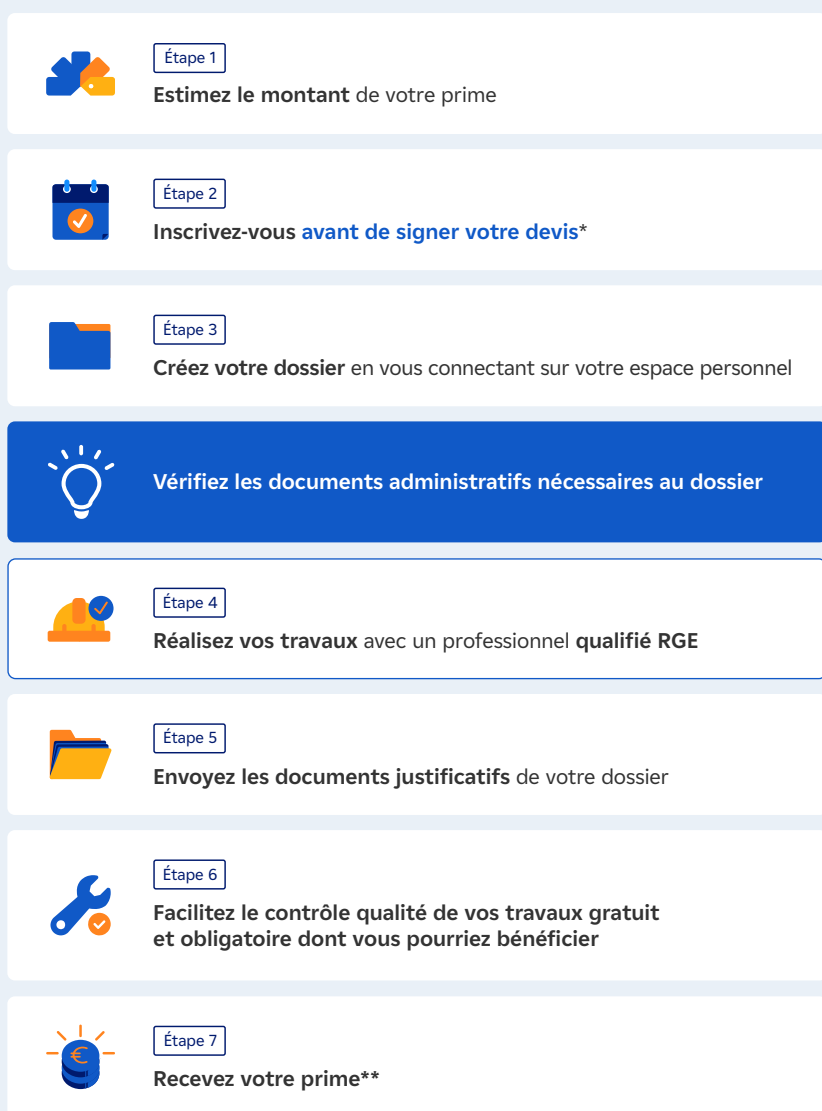 Étape 1
Estimez le montant de votre prime
Étape 2
Inscrivez-vous avant de signer votre devis*
Étape 3
Créez votre dossier en vous connectant sur votre espace personnel
Vérifiez les documents administratifs nécessaires au dossier
Étape 4
Réalisez vos travaux avec un professionnel qualifié RGE
Étape 5
Envoyez les documents justificatifs de votre dossier
Étape 6
Facilitez le contrôle qualité de vos travaux gratuit
et obligatoire dont vous pourriez bénéficier
€
Étape 7
Recevez votre prime**